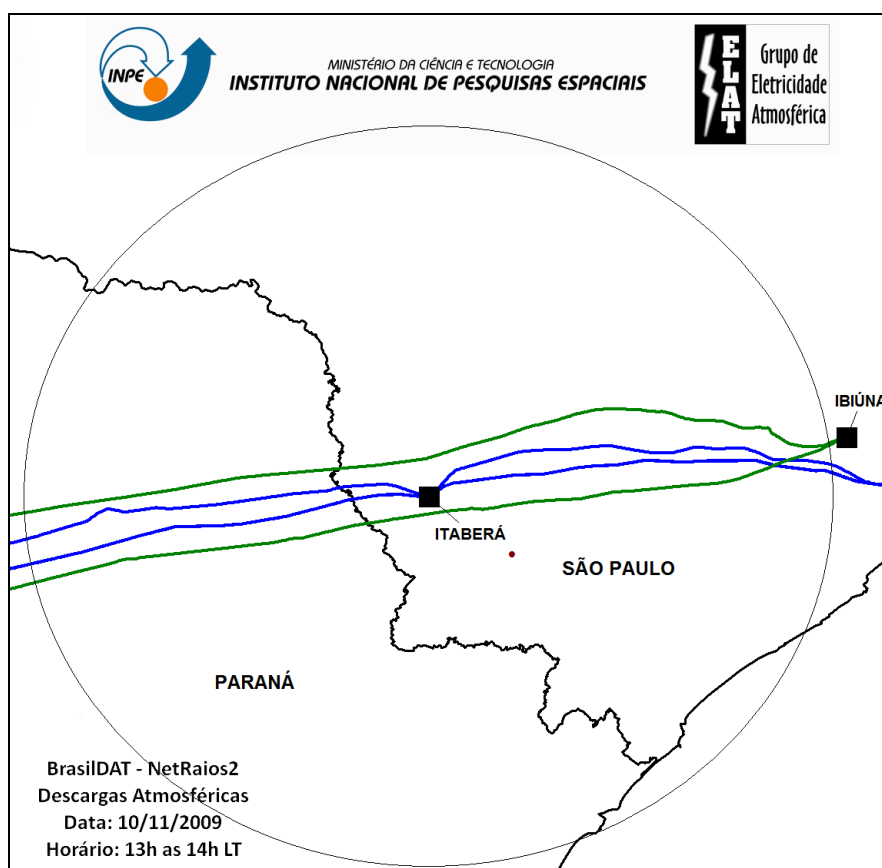 INPE
MINISTÉRIO DA CIÊNCIA E TECNOLOGIA
INSTITUTO NACIONAL DE PESQUISAS ESPACIAIS
ELAT
Grupo de
Eletricidade
Atmosférica
IBIÚNA
ITABERÁ
SÃO PAULO
PARANÁ
BrasilDAT - NetRaios2
Descargas Atmosféricas
Data: 10/11/2009
Horário: 13h as 14h LT